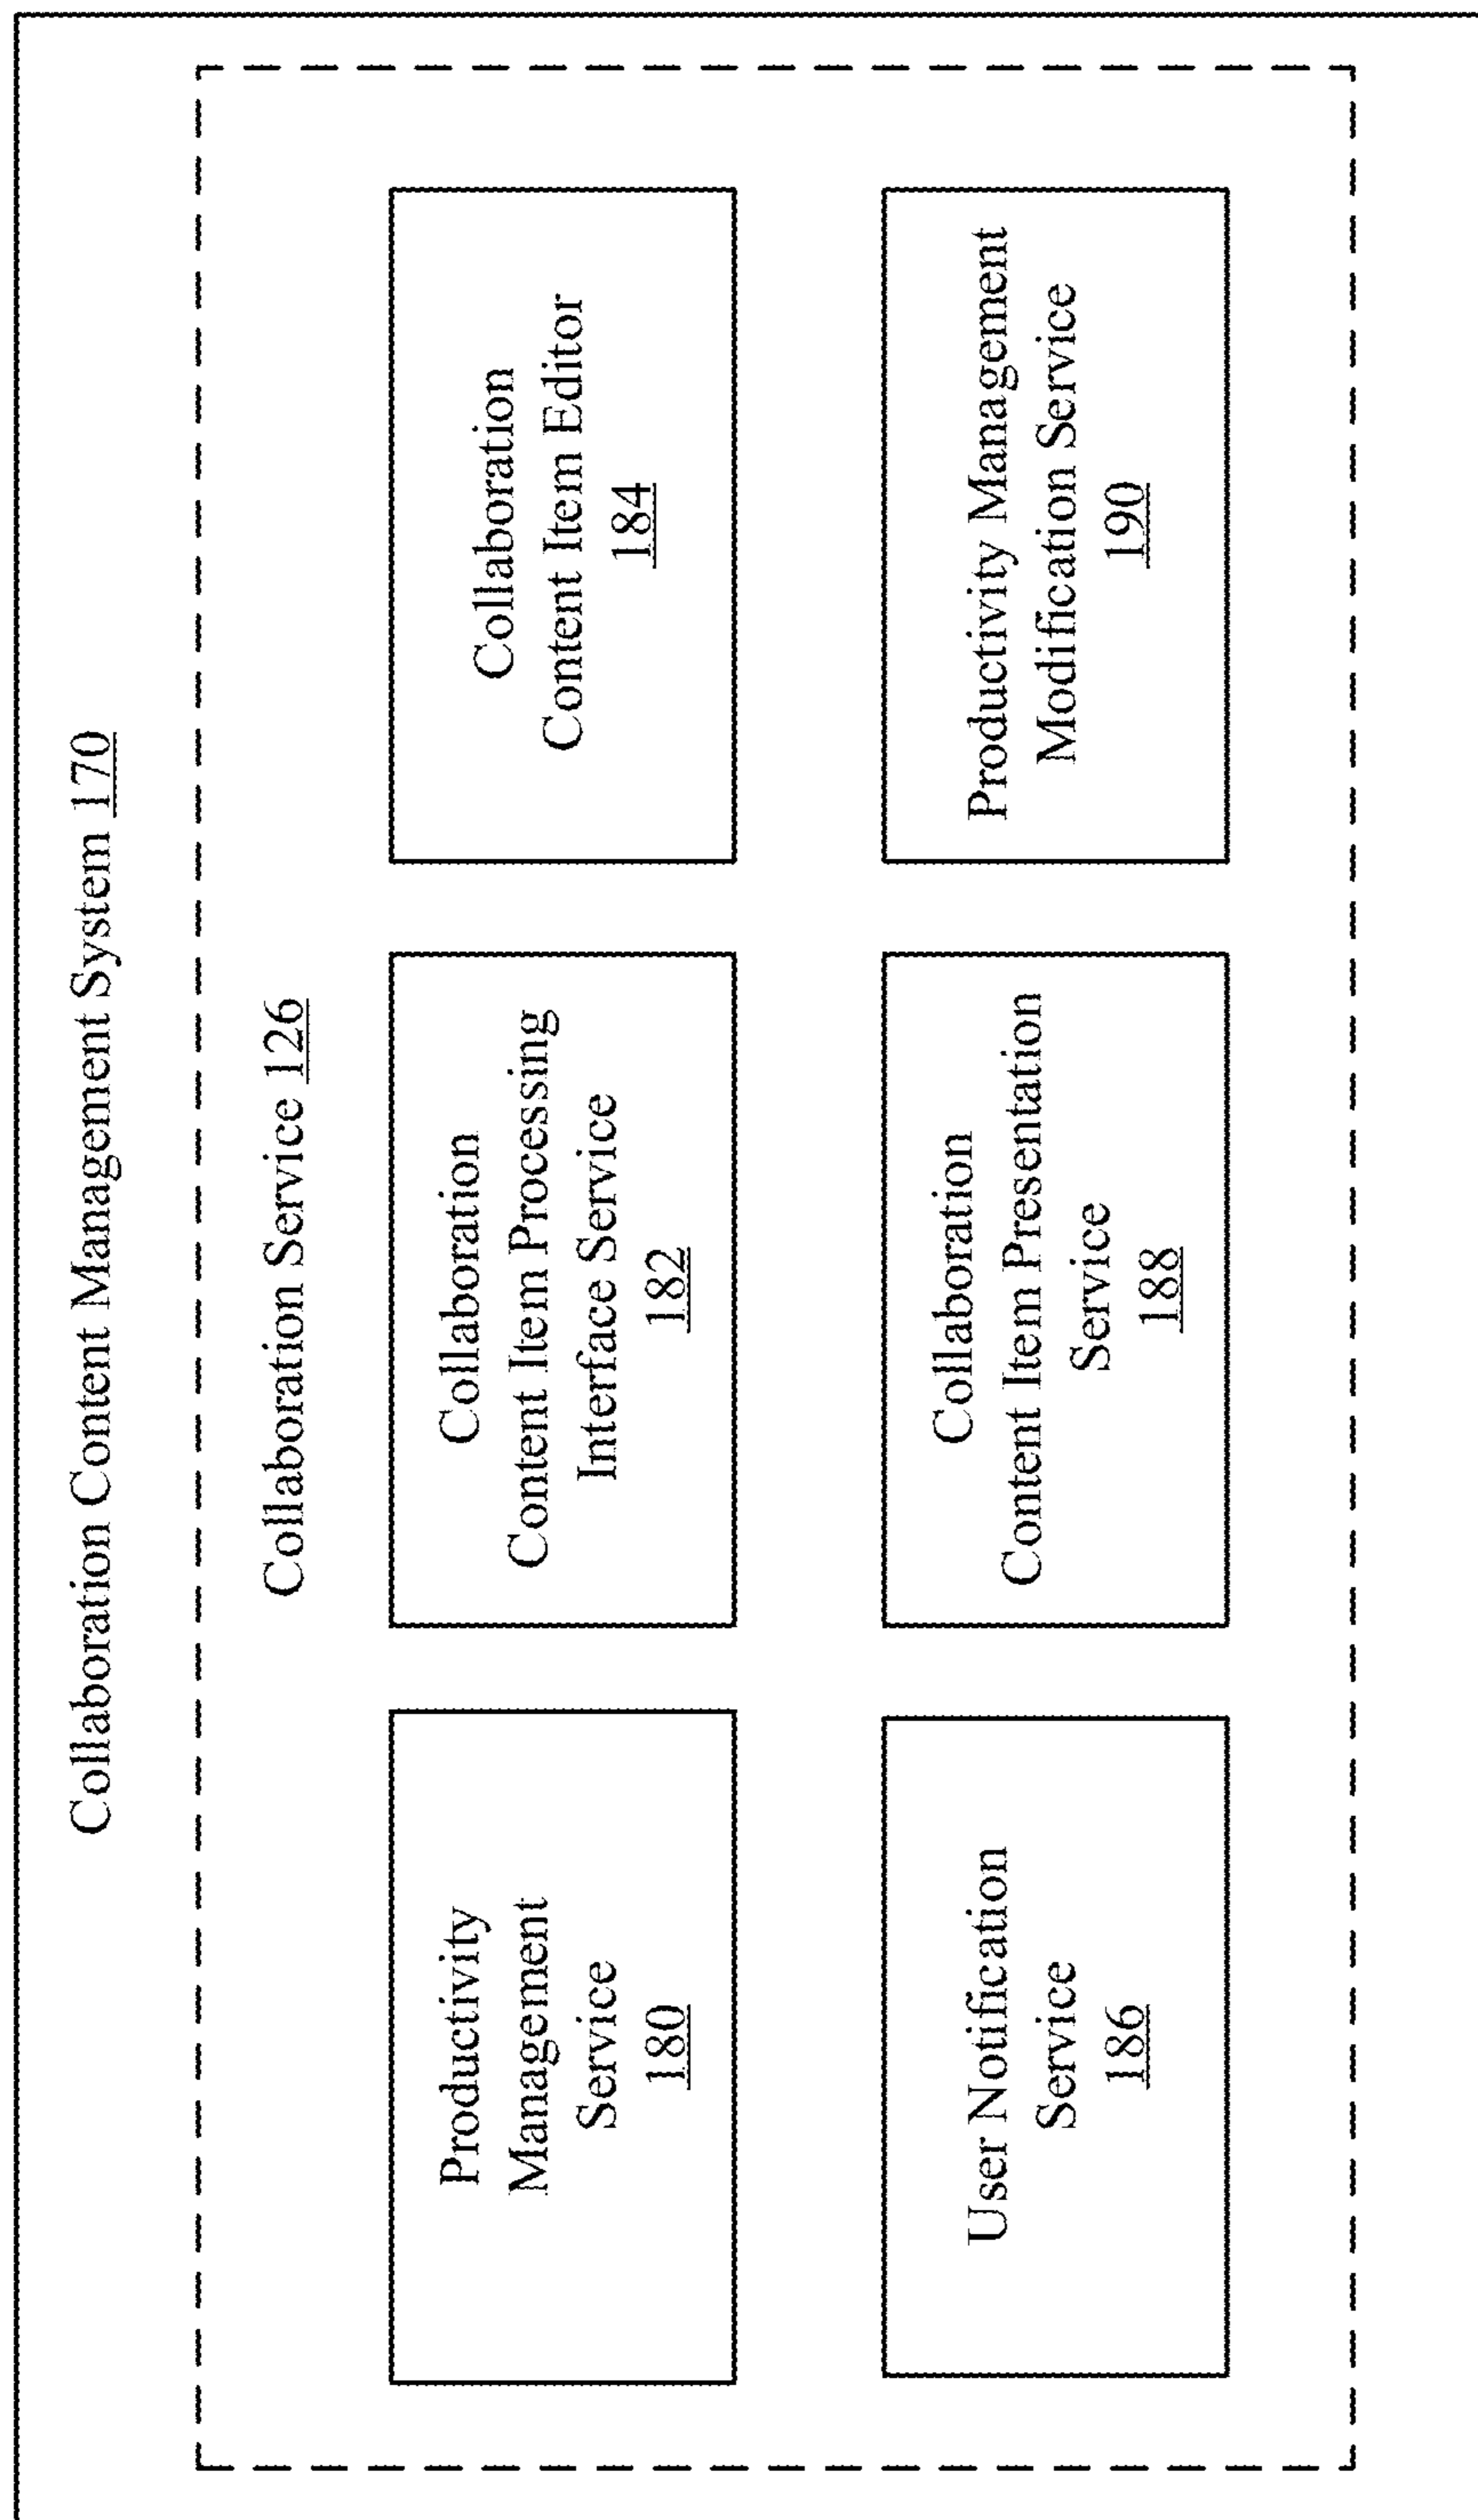 Collaboration Content Management System 170
Collaboration Service 126
Productivity
Management
Service
180
Collaboration
Content Item Processing
Interface Service
182
Collaboration
Content Item Editor
184
User Notification
Service
186
Collaboration
Content Item Presentation
Service
188
Productivity Management
Modification Service
190